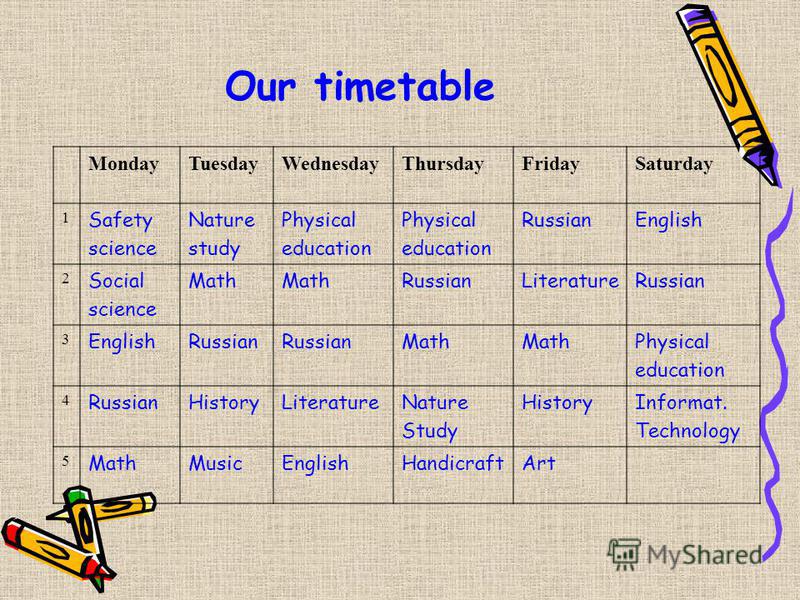 Our timetable
Monday Tuesday Wednesday Thursday Friday Saturday
1 Safety science Nature study Physical education Physical education Russian English
2 Social science Math Math Russian Literature Russian
3 English Russian Russian Math Math Physical education
4 Russian History Literature Nature Study History Informat. Technology
5 Math Music English Handicraft Art
MyShared